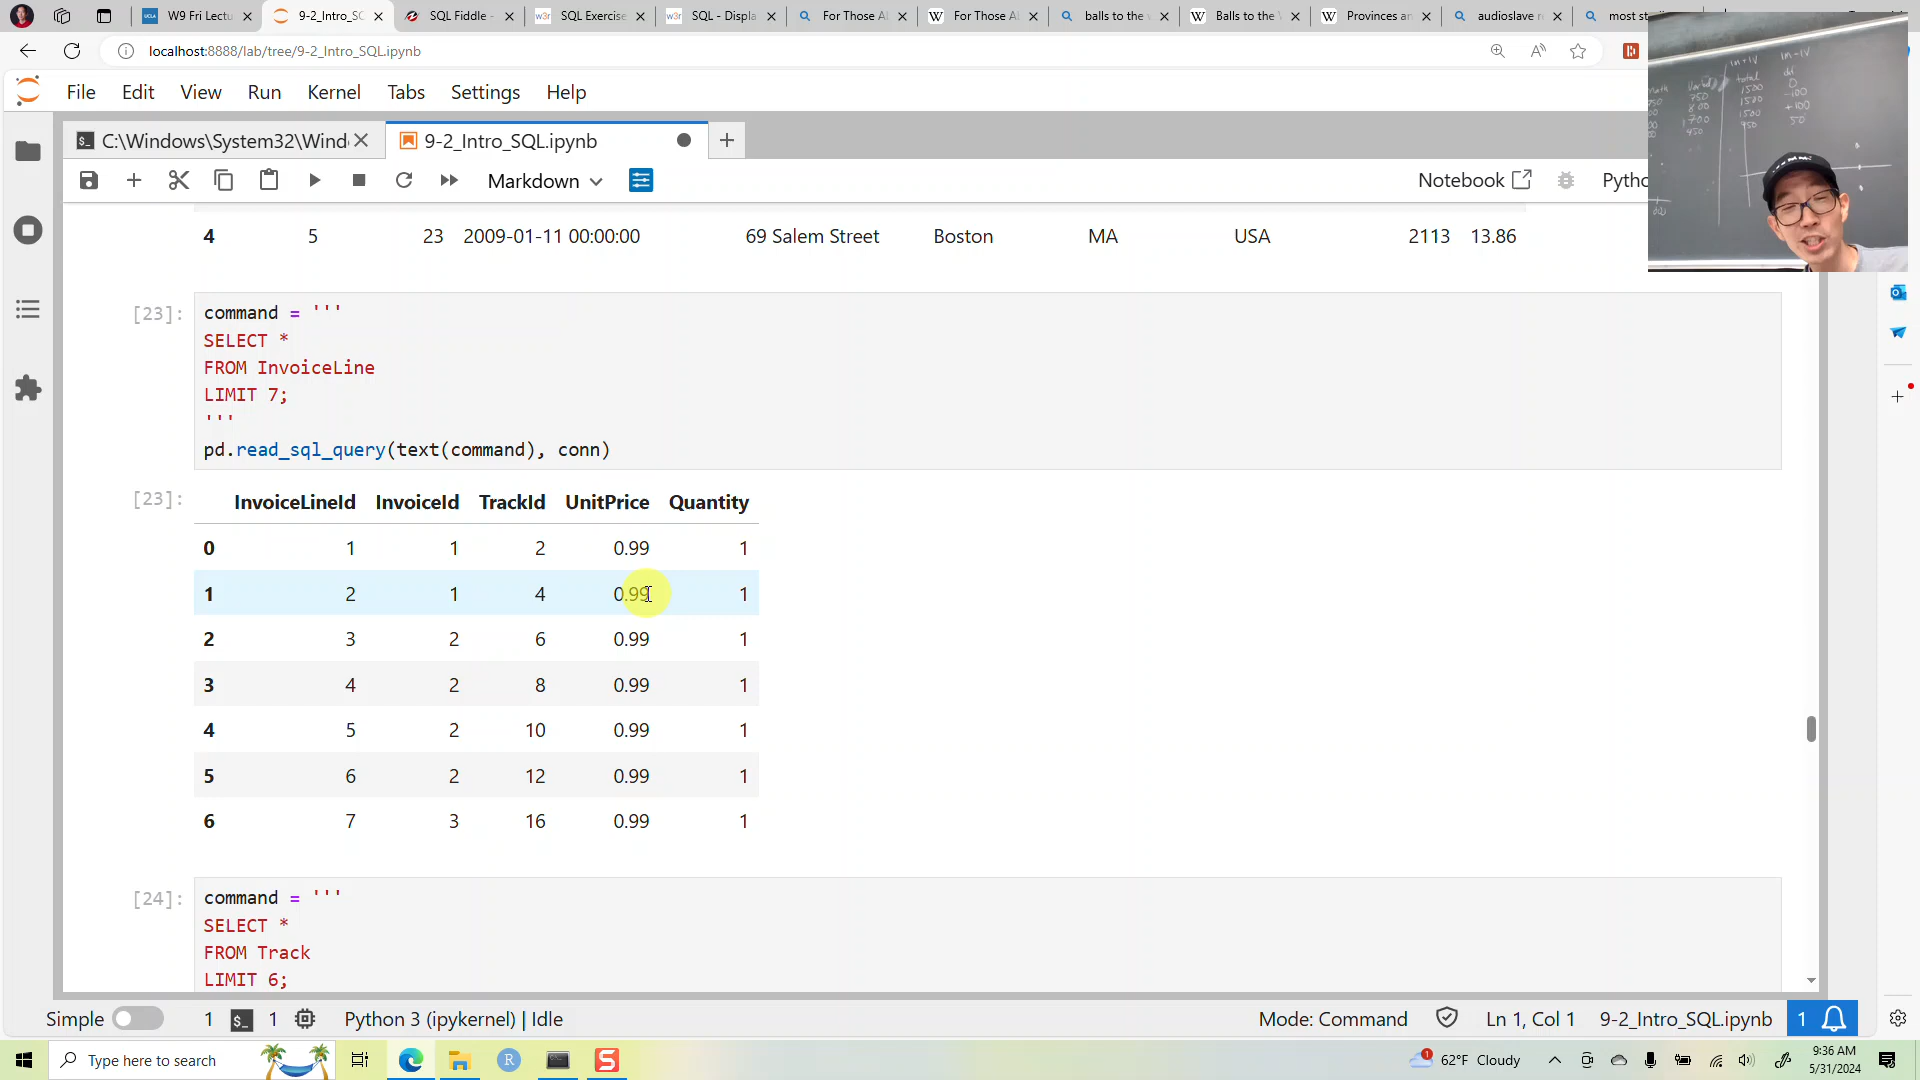 W9 Fri Lectu
9-2_Intro_SC
SQL Fiddle -
SQL Exercise
SQL - Displa
For Those Al
For Those Al
balls to the
Balls to the
Provinces an
audioslave r
localhost:8888/lab/tree/9-2_Intro_SQL.ipynb
File Edit View Run Kernel Tabs Settings Help
C:\Windows\System32\Wind
9-2_Intro_SQL.ipynb
Markdown
Notebook
4 5 23 2009-01-11 00:00:00 69 Salem Street Boston MA USA 2113 13.86
[23]:
command = '''
SELECT *
FROM InvoiceLine
LIMIT 7;
'''
pd.read_sql_query(text(command), conn)
[23]:
InvoiceLineId InvoiceId TrackId UnitPrice Quantity
0 1 1 2 0.99 1
1 2 1 4 0.99 1
2 3 2 6 0.99 1
3 4 2 8 0.99 1
4 5 2 10 0.99 1
5 6 2 12 0.99 1
6 7 3 16 0.99 1
[24]:
command = '''
SELECT *
FROM Track
LIMIT 6;
Simple 1 $_ 1 Python 3 (ipykernel) | Idle
Mode: Command Ln 1, Col 1 9-2_Intro_SQL.ipynb 1
Type here to search
62°F Cloudy
9:36 AM
5/31/2024